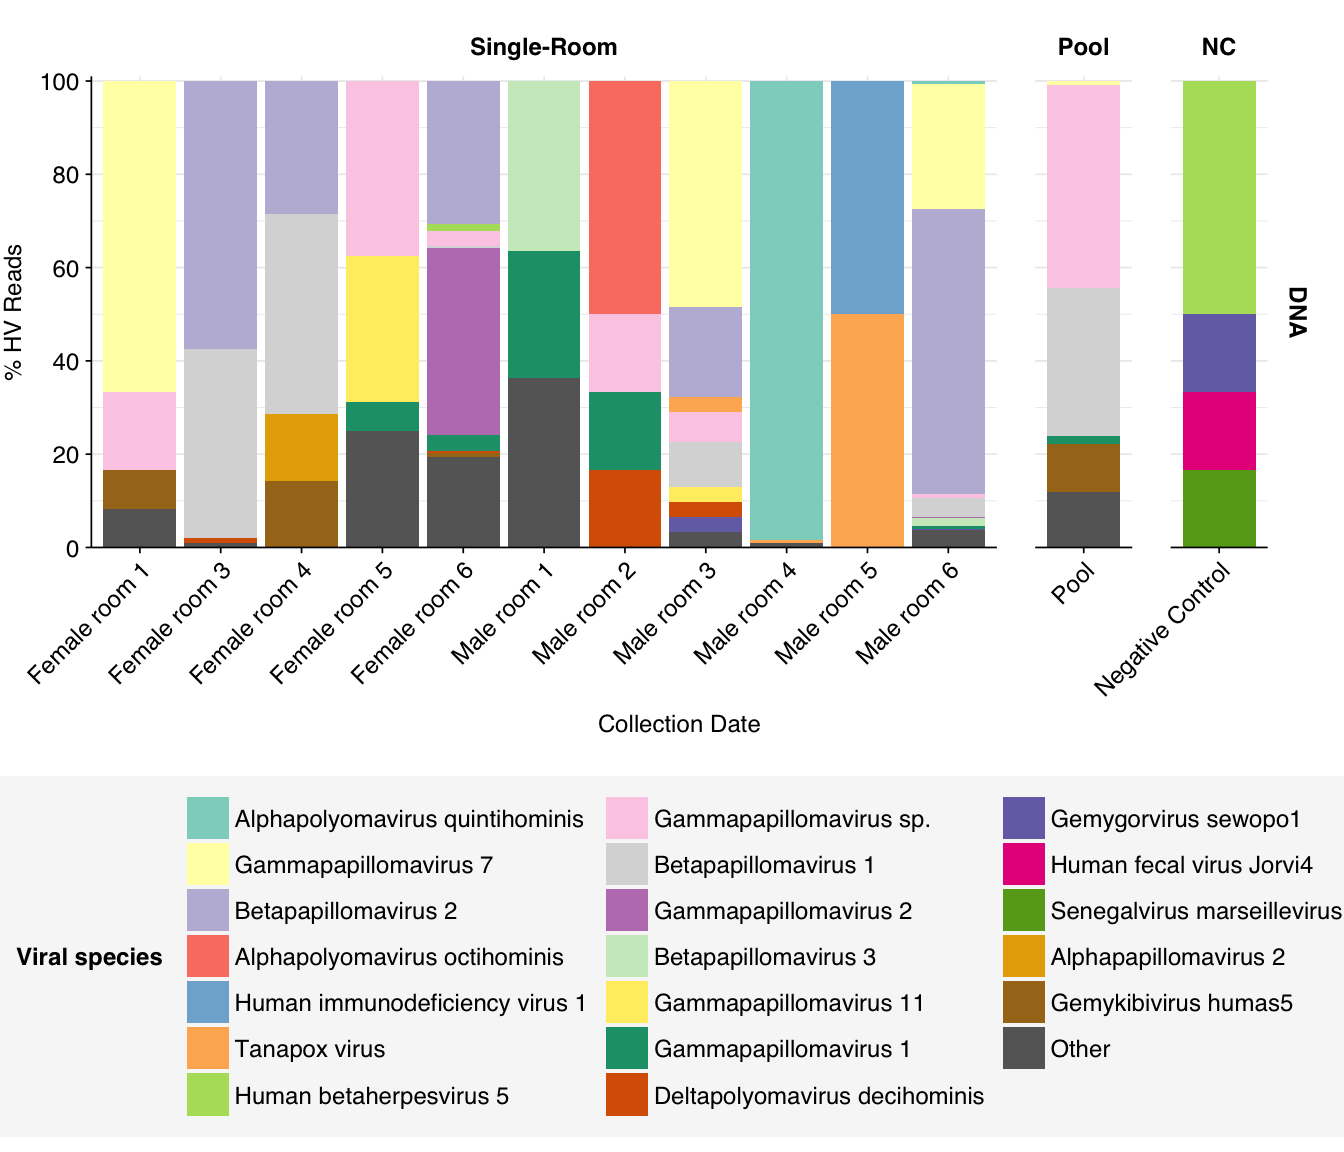 Single-Room
Pool
NC
100
80
60
40
20
0
% HV Reads
DNA
Female room 1
Female room 3
Female room 4
Female room 5
Female room 6
Male room 1
Male room 2
Male room 3
Male room 4
Male room 5
Male room 6
Pool
Negative Control
Collection Date
Viral species
Alphapolyomavirus quintihominis
Gammapapillomavirus 7
Betapapillomavirus 2
Alphapolyomavirus octihominis
Human immunodeficiency virus 1
Tanapox virus
Human betaherpesvirus 5
Gammapapillomavirus sp.
Betapapillomavirus 1
Gammapapillomavirus 2
Betapapillomavirus 3
Gammapapillomavirus 11
Gammapapillomavirus 1
Deltapolyomavirus decihominis
Gemygorvirus sewopo1
Human fecal virus Jorvi4
Senegalvirus marseillevirus
Alphapapillomavirus 2
Gemykibivirus humas5
Other